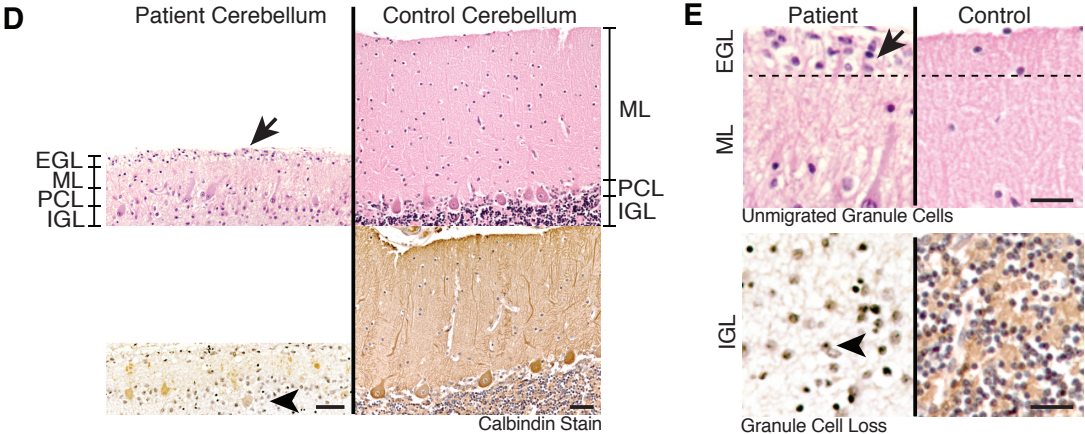 D
Patient Cerebellum
Control Cerebellum
EGL
ML
PCL
IGL
ML
PCL
IGL
Calbindin Stain
E
Patient
Control
EGL
ML
Unmigrated Granule Cells
IGL
Granule Cell Loss